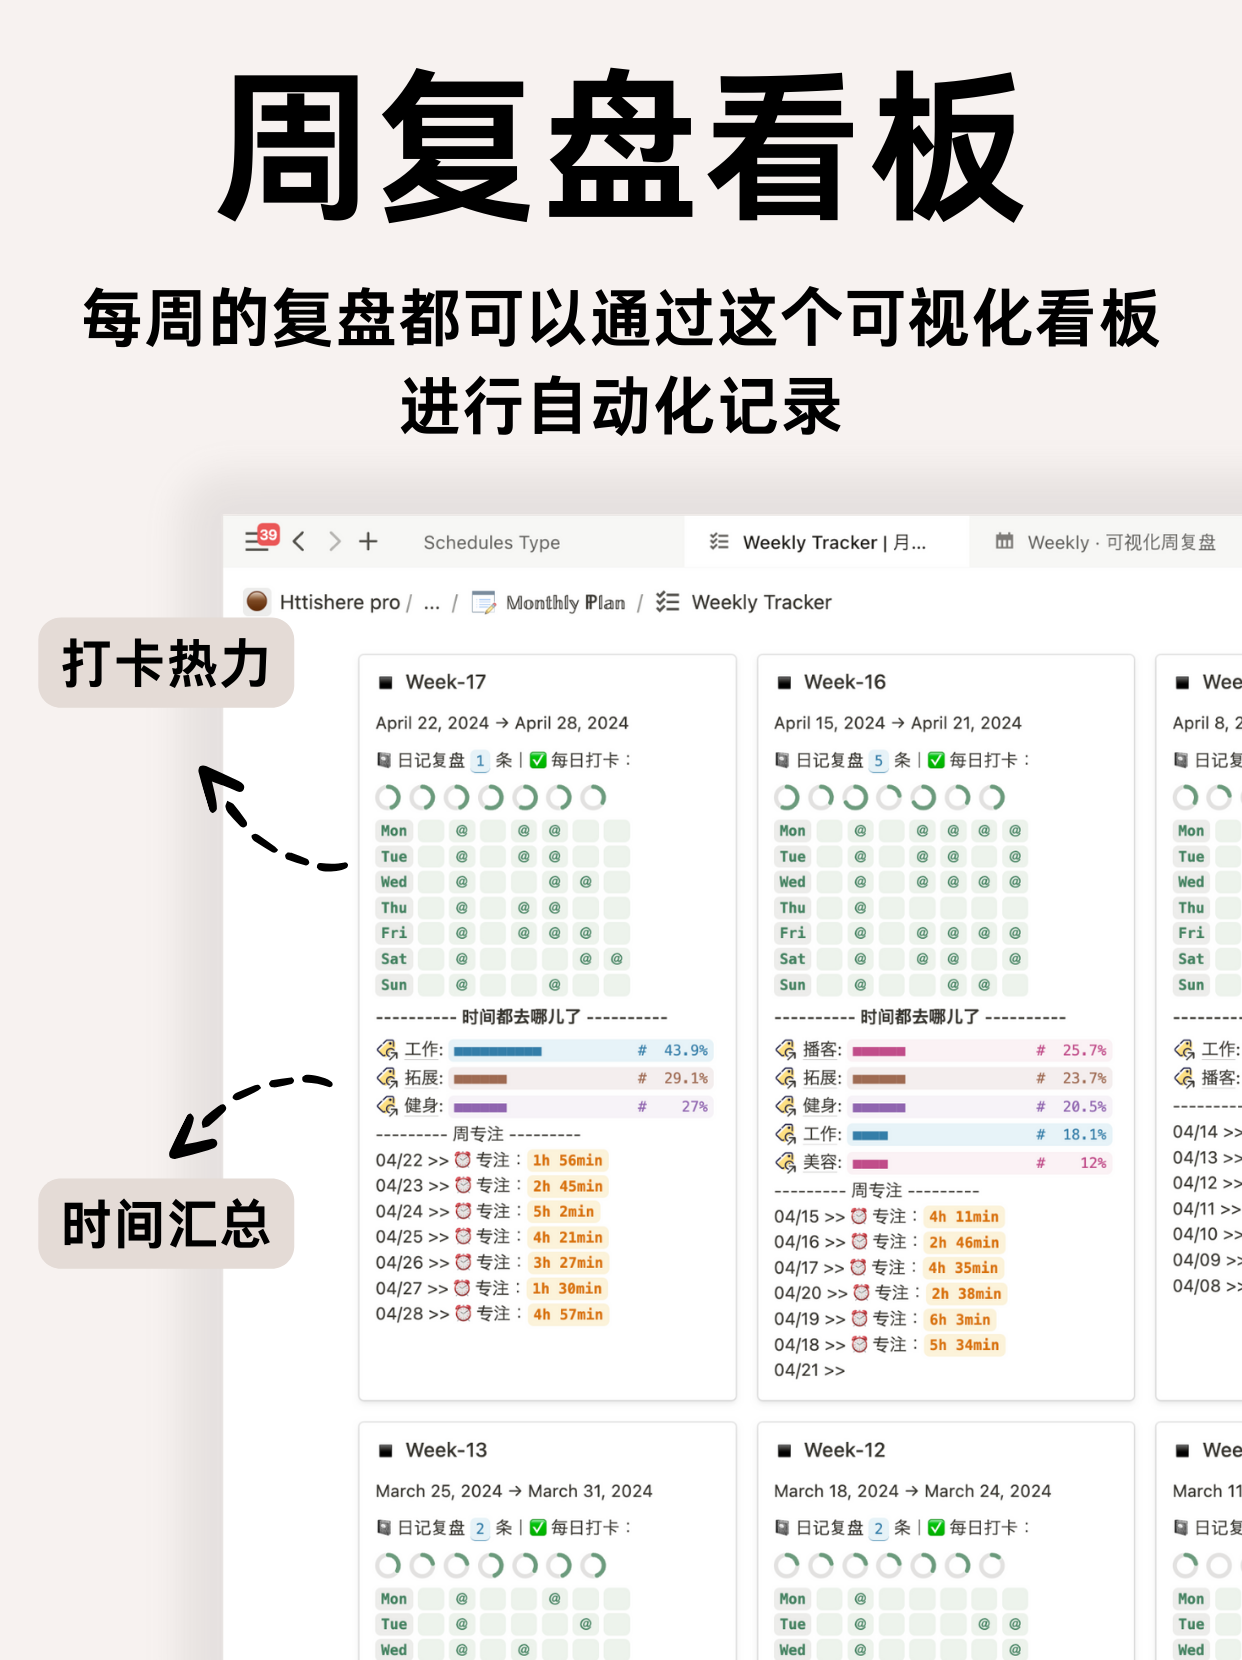 周复盘看板
每周的复盘都可以通过这个可视化看板
进行自动化记录
39
Schedules Type
Weekly Tracker | 月...
Weekly · 可视化周复盘
Httishere pro / ... / Monthly Plan / Weekly Tracker
打卡热力
时间汇总
Week-17
April 22, 2024 → April 28, 2024
日记复盘 1 条 | ✅ 每日打卡：
Mon @ @ @
Tue @ @ @
Wed @ @ @
Thu @ @ @
Fri @ @ @ @
Sat @ @ @
Sun @ @
---------- 时间都去哪儿了 ----------
工作: ■■■■■■■■■■ # 43.9%
拓展: ■■■■■■ # 29.1%
健身: ■■■■■■ # 27%
--------- 周专注 ---------
04/22 >> ⏰ 专注：1h 56min
04/23 >> ⏰ 专注：2h 45min
04/24 >> ⏰ 专注：5h 2min
04/25 >> ⏰ 专注：4h 21min
04/26 >> ⏰ 专注：3h 27min
04/27 >> ⏰ 专注：1h 30min
04/28 >> ⏰ 专注：4h 57min
Week-16
April 15, 2024 → April 21, 2024
日记复盘 5 条 | ✅ 每日打卡：
Mon @ @ @ @ @
Tue @ @ @ @
Wed @ @ @ @ @
Thu @
Fri @ @ @ @ @
Sat @ @ @ @
Sun @ @ @
---------- 时间都去哪儿了 ----------
播客: ■■■■■■ # 25.7%
拓展: ■■■■■■ # 23.7%
健身: ■■■■■■ # 20.5%
工作: ■■■■ # 18.1%
美容: ■■■■ # 12%
--------- 周专注 ---------
04/15 >> ⏰ 专注：4h 11min
04/16 >> ⏰ 专注：2h 46min
04/17 >> ⏰ 专注：4h 35min
04/20 >> ⏰ 专注：2h 38min
04/19 >> ⏰ 专注：6h 3min
04/18 >> ⏰ 专注：5h 34min
04/21 >>
Wee
April 8, 2
日记复
Mon
Tue
Wed
Thu
Fri
Sat
Sun
----------
工作:
播客:
---------
04/14 >>
04/13 >>
04/12 >>
04/11 >>
04/10 >>
04/09 >>
04/08 >>
Week-13
March 25, 2024 → March 31, 2024
日记复盘 2 条 | ✅ 每日打卡：
Mon @ @
Tue @ @
Wed @ @
Week-12
March 18, 2024 → March 24, 2024
日记复盘 2 条 | ✅ 每日打卡：
Mon @
Tue @ @ @
Wed @ @
Wee
March 11
日记复
Mon
Tue
Wed